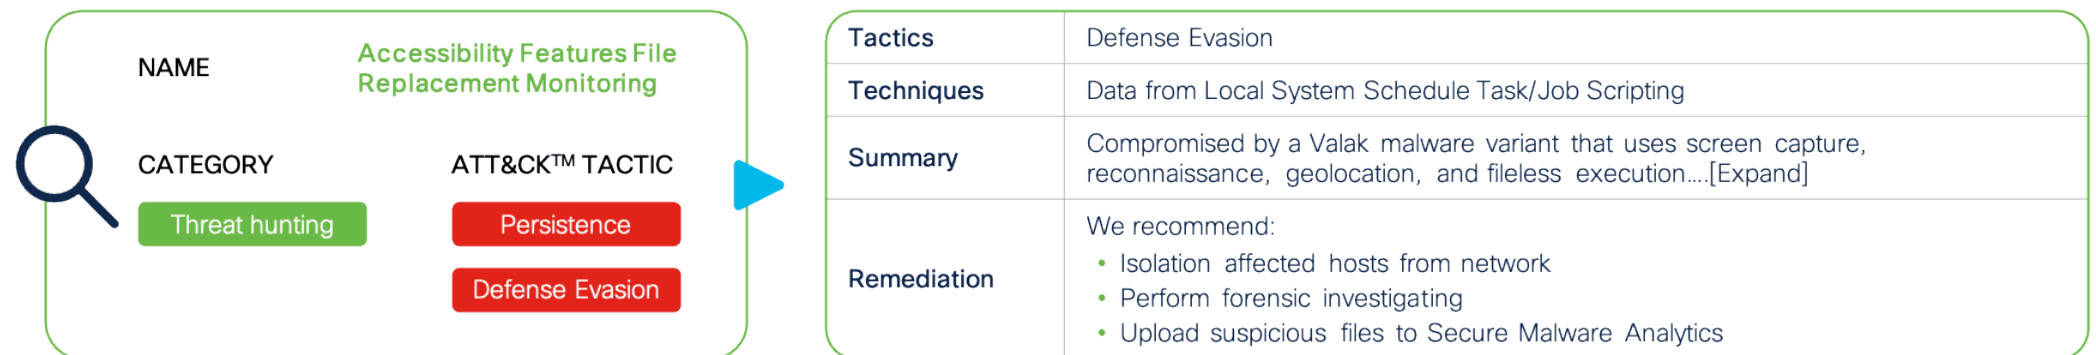 NAME
Accessibility Features File
Replacement Monitoring
CATEGORY
ATT&CK™ TACTIC
Threat hunting
Persistence
Defense Evasion
Tactics
Defense Evasion
Techniques
Data from Local System Schedule Task/Job Scripting
Summary
Compromised by a Valak malware variant that uses screen capture,
reconnaissance, geolocation, and fileless execution....[Expand]
Remediation
We recommend:
• Isolation affected hosts from network
• Perform forensic investigating
• Upload suspicious files to Secure Malware Analytics